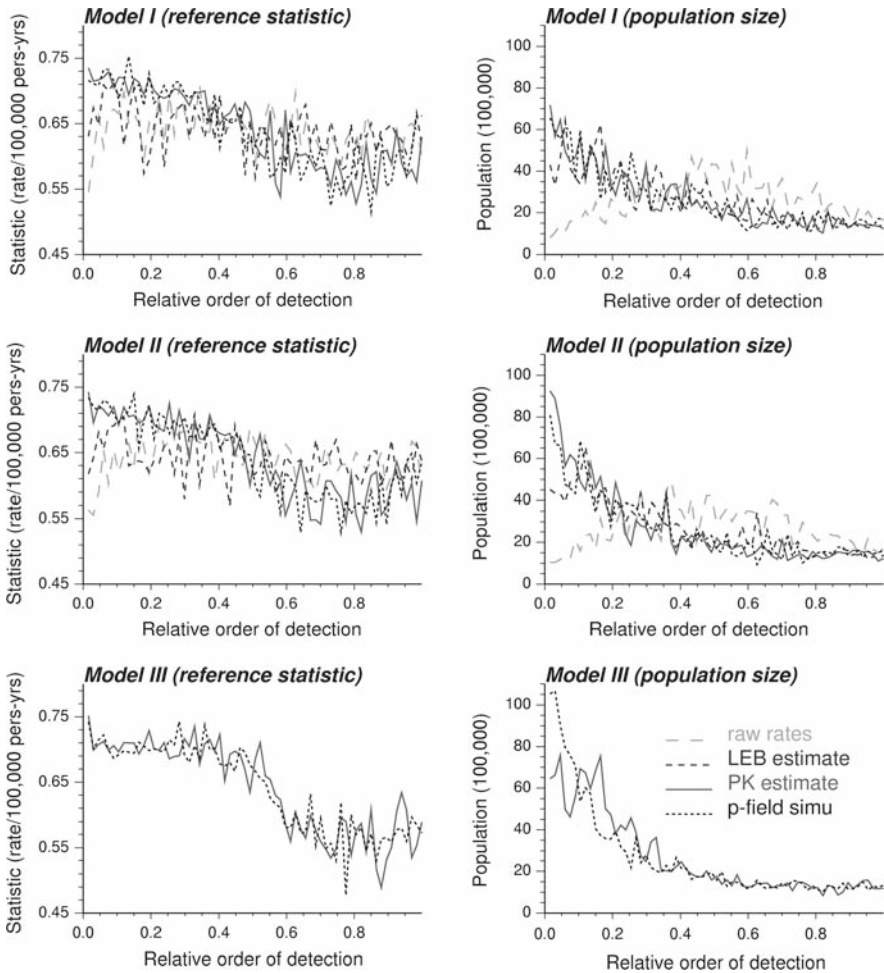 Model I (reference statistic)
Statistic (rate/100,000 pers-yrs)
0.75
0.65
0.55
0.45
0.0 0.2 0.4 0.6 0.8
Relative order of detection
Model I (population size)
Population (100,000)
100
80
60
40
20
0
0.0 0.2 0.4 0.6 0.8
Relative order of detection
Model II (reference statistic)
Statistic (rate/100,000 pers-yrs)
0.75
0.65
0.55
0.45
0.0 0.2 0.4 0.6 0.8
Relative order of detection
Model II (population size)
Population (100,000)
100
80
60
40
20
0
0.0 0.2 0.4 0.6 0.8
Relative order of detection
Model III (reference statistic)
Statistic (rate/100,000 pers-yrs)
0.75
0.65
0.55
0.45
0.0 0.2 0.4 0.6 0.8
Relative order of detection
Model III (population size)
Population (100,000)
100
80
60
40
20
0
raw rates
LEB estimate
PK estimate
p-field simu
0.0 0.2 0.4 0.6 0.8
Relative order of detection